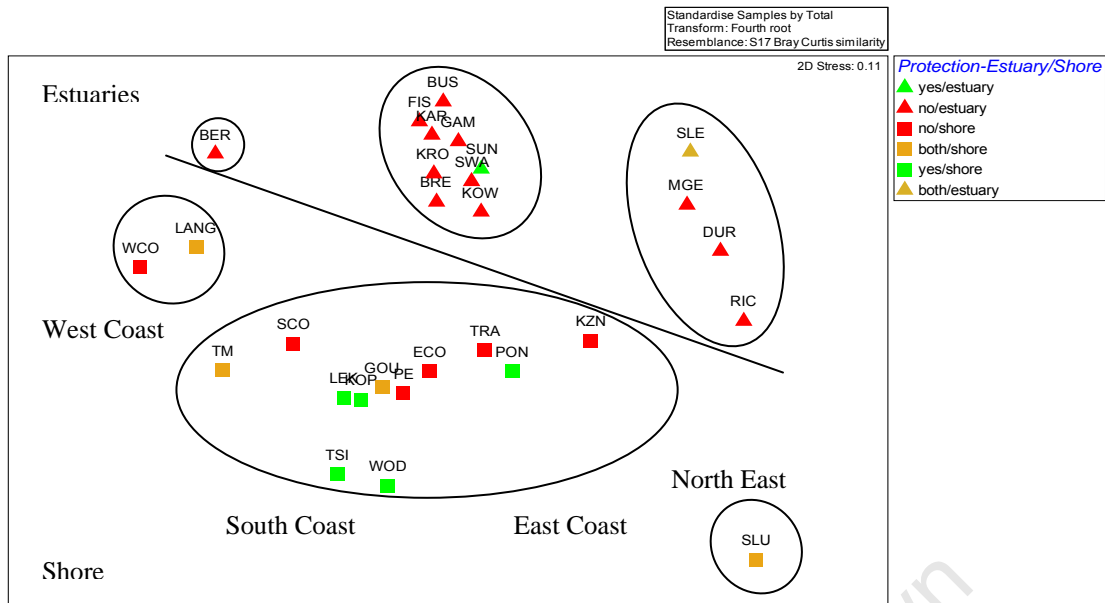 Standardise Samples by Total
Transform: Fourth root
Resemblance: S17 Bray Curtis similarity
2D Stress: 0.11
Protection-Estuary/Shore
yes/estuary
no/estuary
no/shore
both/shore
yes/shore
both/estuary
Estuaries
BER
BUS
FIS
KAR
GAM
SUN
KRO
SWA
BRE
KOW
SLE
MGE
DUR
RIC
LANG
WCO
West Coast
SCO
TM
TRA
KZN
ECO
PON
GOU
PE
LEK
KOP
TSI
WOD
North East
South Coast
East Coast
SLU
Shore
wn